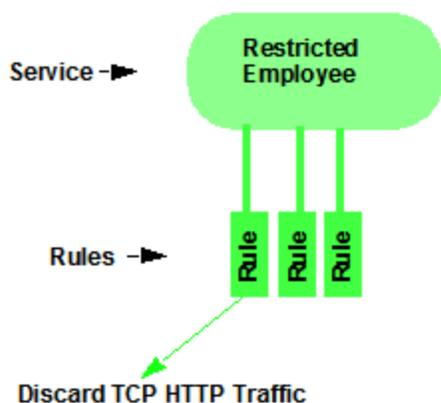 Restricted
Employee
Service
Rules
Rule
Rule
Rule
Discard TCP HTTP Traffic